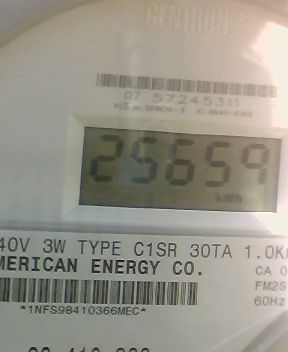 CENTRON
07 57245311
25659
kWh
40V 3W TYPE C1SR 30TA 1.0K
MERICAN ENERGY CO.
CA 0
FM2S
60Hz
*1NFS98410366MEC*